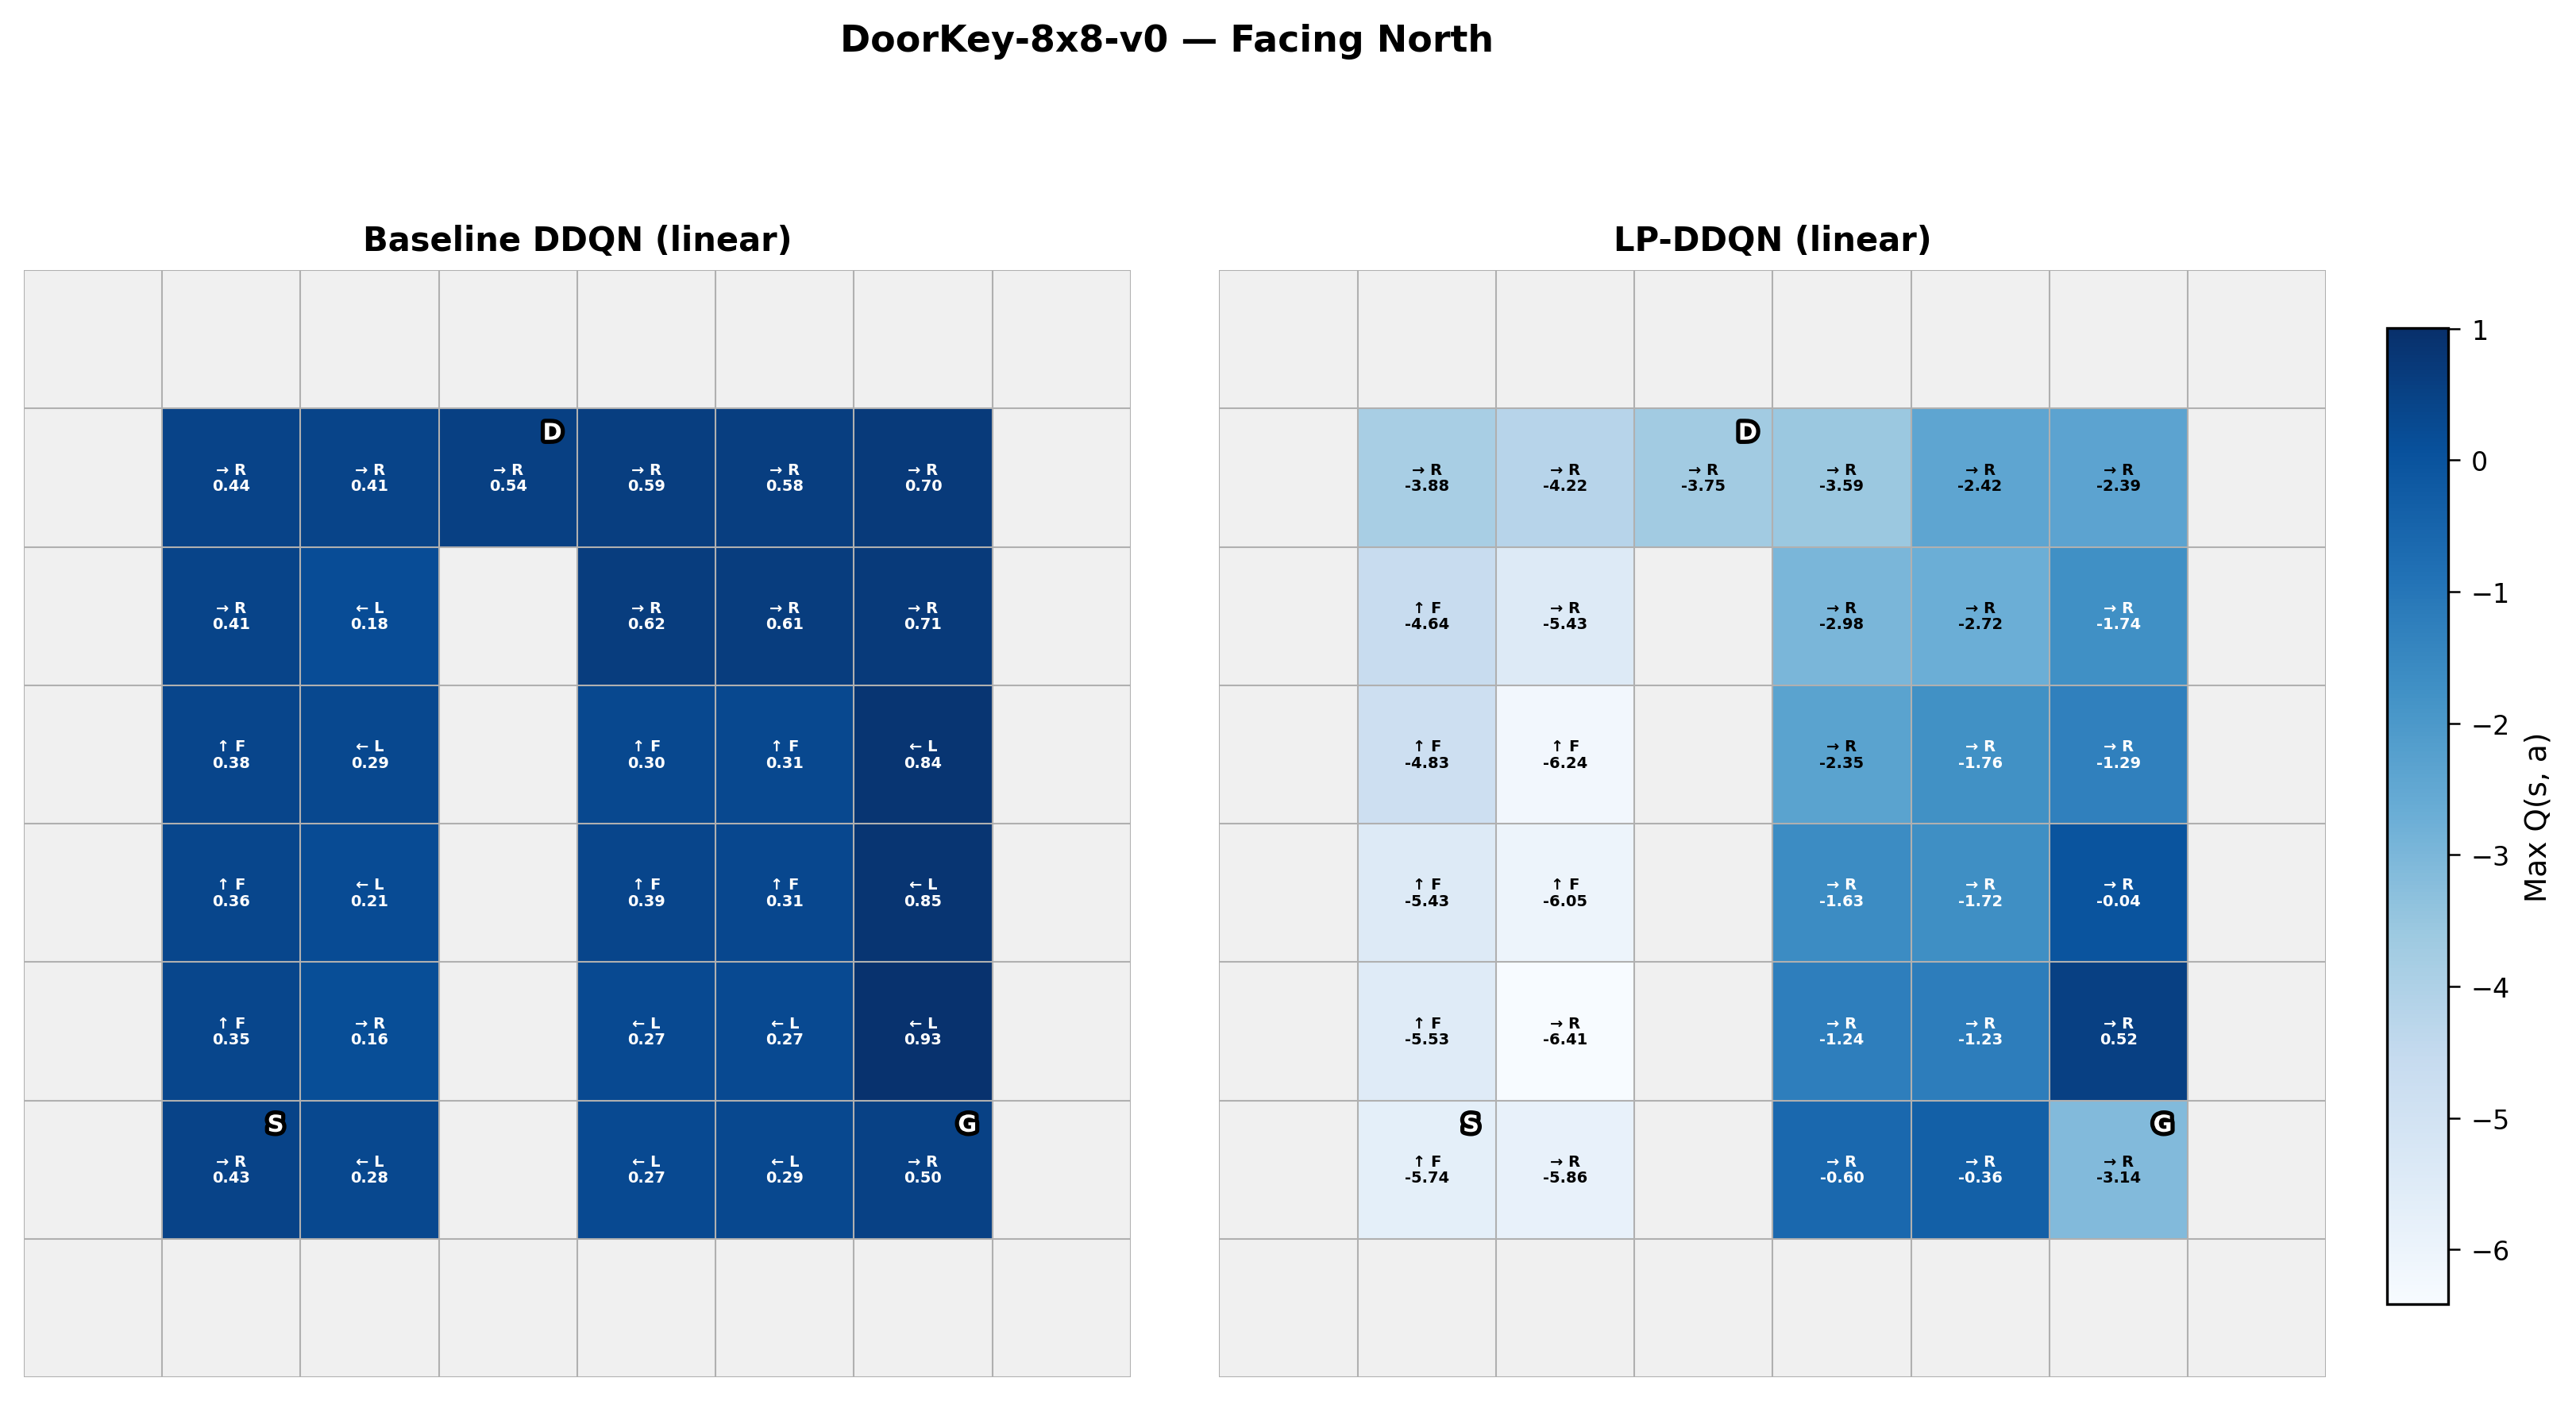 DoorKey-8x8-v0 — Facing North
Baseline DDQN (linear)
D
→ R → R → R → R → R → R
0.44 0.41 0.54 0.59 0.58 0.70
→ R ← L → R → R → R
0.41 0.18 0.62 0.61 0.71
↑ F ← L ↑ F ↑ F ← L
0.38 0.29 0.30 0.31 0.84
↑ F ← L ↑ F ↑ F ← L
0.36 0.21 0.39 0.31 0.85
↑ F → R ← L ← L ← L
0.35 0.16 0.27 0.27 0.93
S G
→ R ← L ← L ← L → R
0.43 0.28 0.27 0.29 0.50
LP-DDQN (linear)
D
→ R → R → R → R → R → R
-3.88 -4.22 -3.75 -3.59 -2.42 -2.39
↑ F → R → R → R → R
-4.64 -5.43 -2.98 -2.72 -1.74
↑ F ↑ F → R → R → R
-4.83 -6.24 -2.35 -1.76 -1.29
↑ F ↑ F → R → R → R
-5.43 -6.05 -1.63 -1.72 -0.04
↑ F → R → R → R → R
-5.53 -6.41 -1.24 -1.23 0.52
S G
↑ F → R → R → R → R
-5.74 -5.86 -0.60 -0.36 -3.14
1
0
−1
−2
−3
−4
−5
−6
Max Q(s, a)